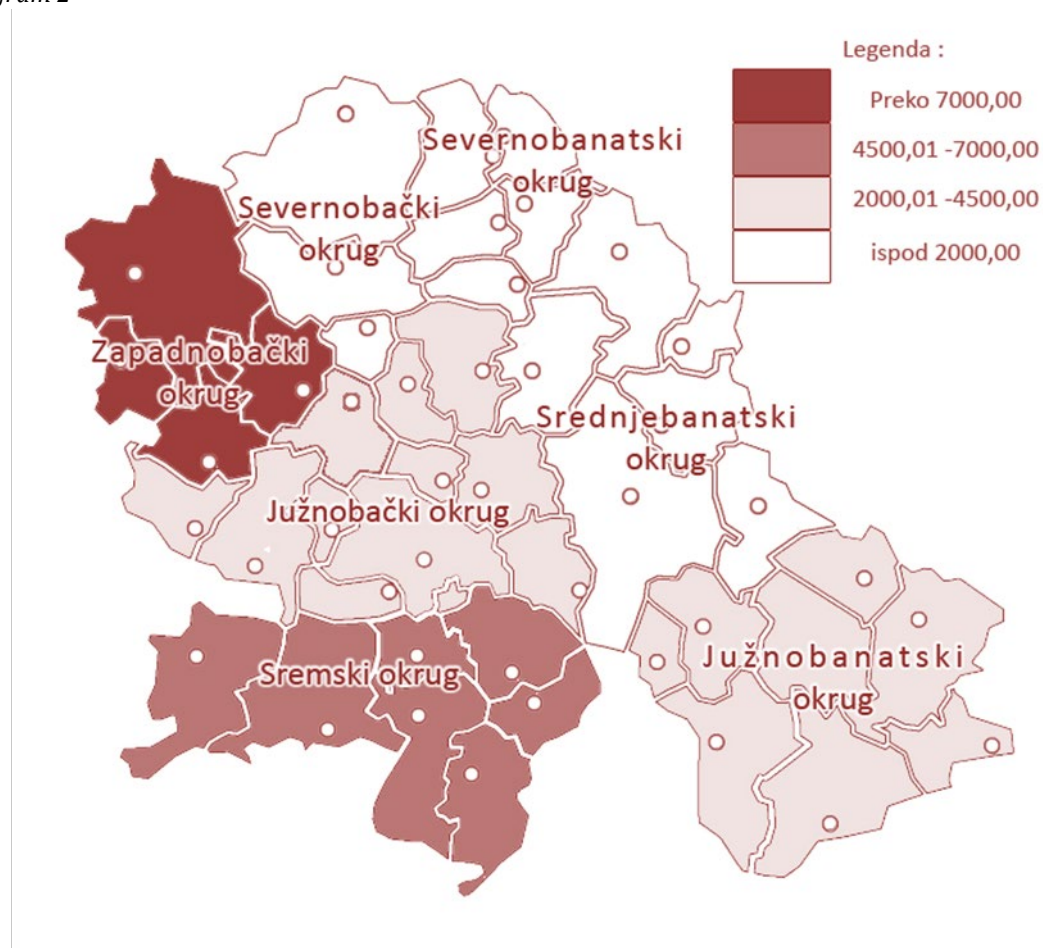 Legenda :
Preko 7000,00
4500,01 -7000,00
2000,01 -4500,00
ispod 2000,00
Severnobanatski
okrug
Severnobački
okrug
Zapadnobački
okrug
Srednjebanatski
okrug
Južnobački okrug
Sremski okrug
Južnobanatski
okrug